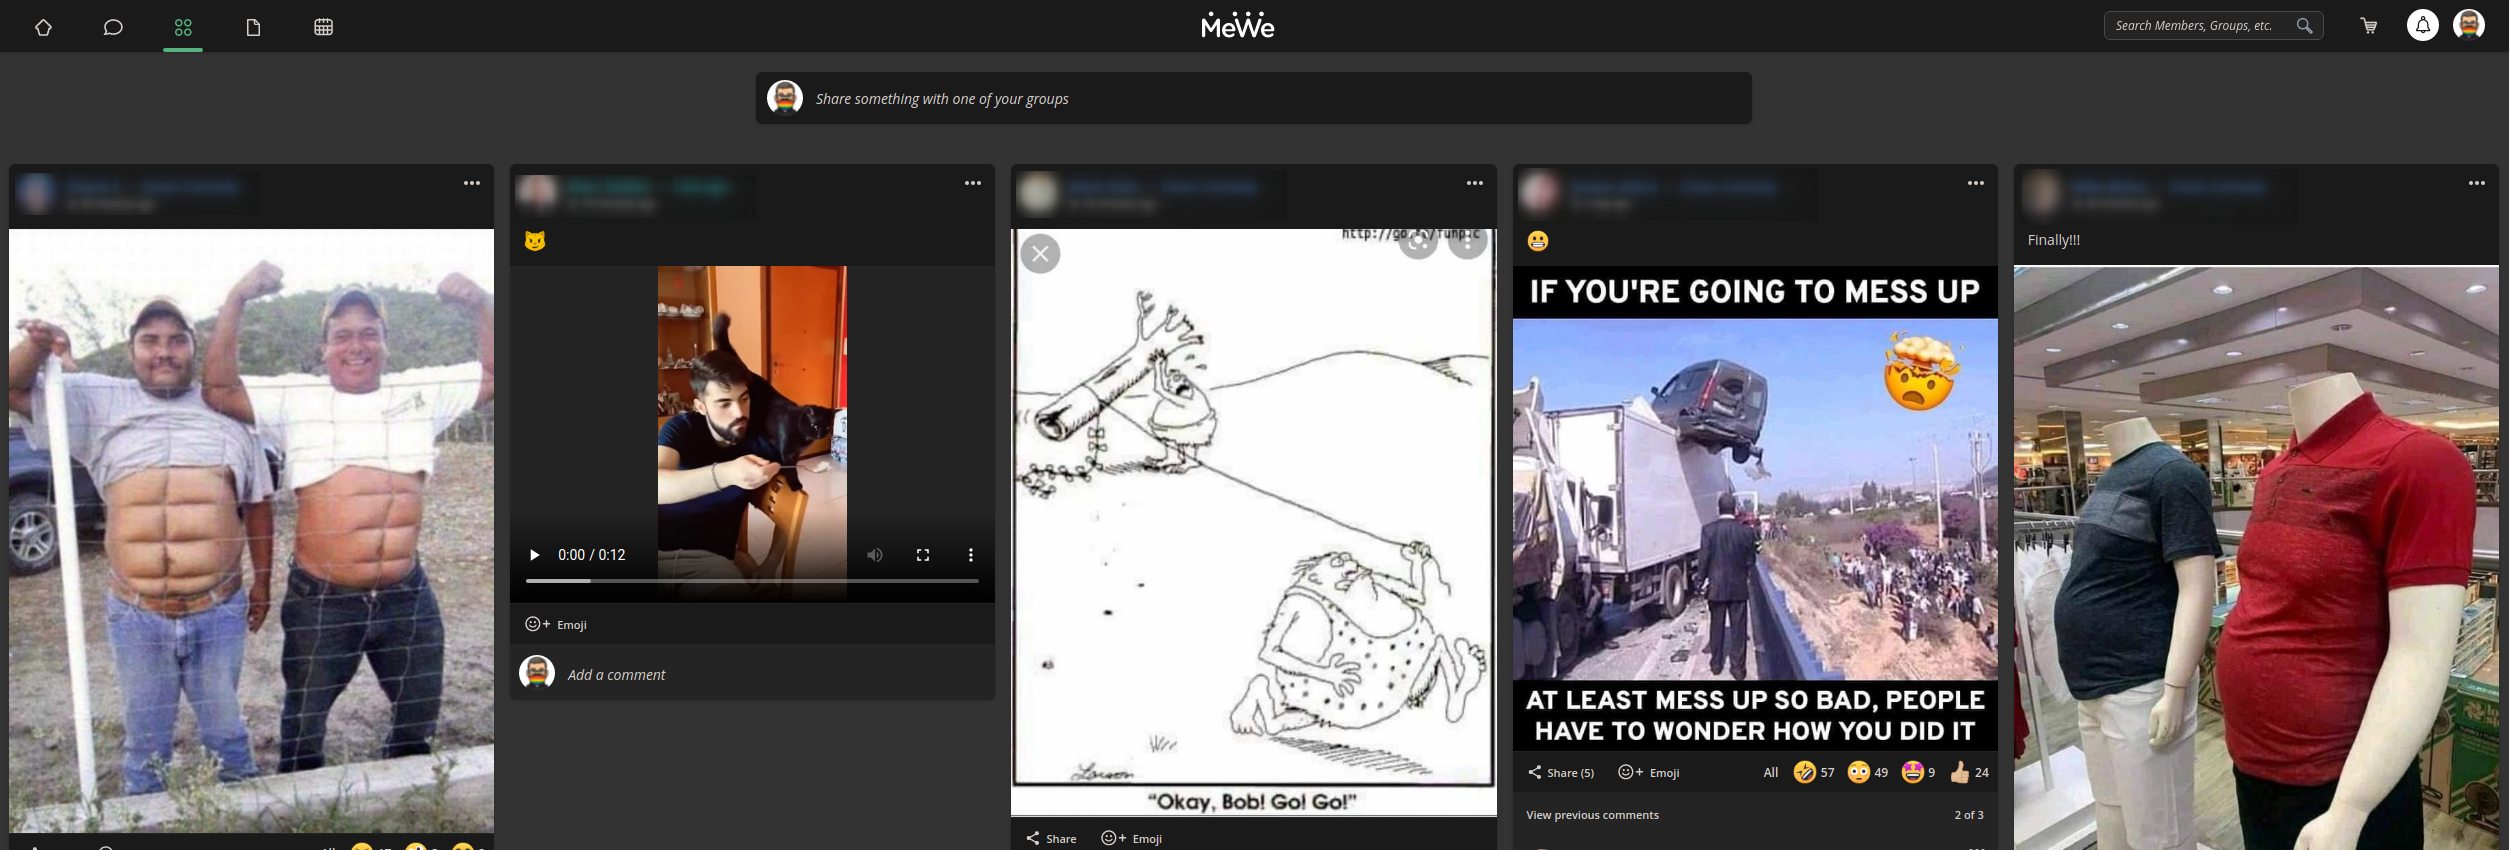 MeWe
Search Members, Groups, etc.
Share something with one of your groups
0:00 / 0:12
Emoji
Add a comment
Larson
"Okay, Bob! Go! Go!"
Share
Emoji
IF YOU'RE GOING TO MESS UP
AT LEAST MESS UP SO BAD, PEOPLE
HAVE TO WONDER HOW YOU DID IT
Share (5)
Emoji
All
57
49
9
24
View previous comments
2 of 3
Finally!!!